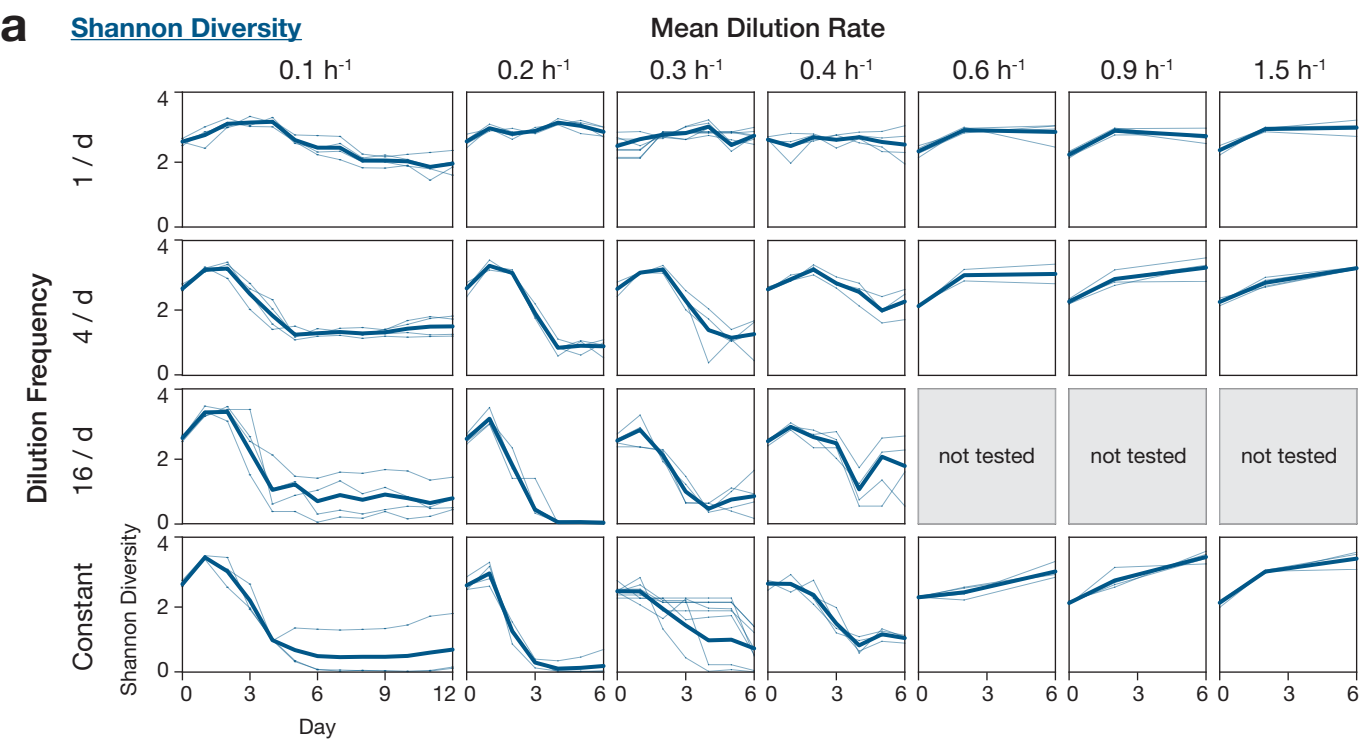 a Shannon Diversity Mean Dilution Rate
0.1 h-1 0.2 h-1 0.3 h-1 0.4 h-1 0.6 h-1 0.9 h-1 1.5 h-1
Dilution Frequency
1 / d
4
2
0
4 / d
4
2
0
16 / d
4
2
0
not tested not tested not tested
Constant
Shannon Diversity
4
2
0
0 3 6 9 12 0 3 6 0 3 6 0 3 6 0 3 6 0 3 6 0 3 6
Day